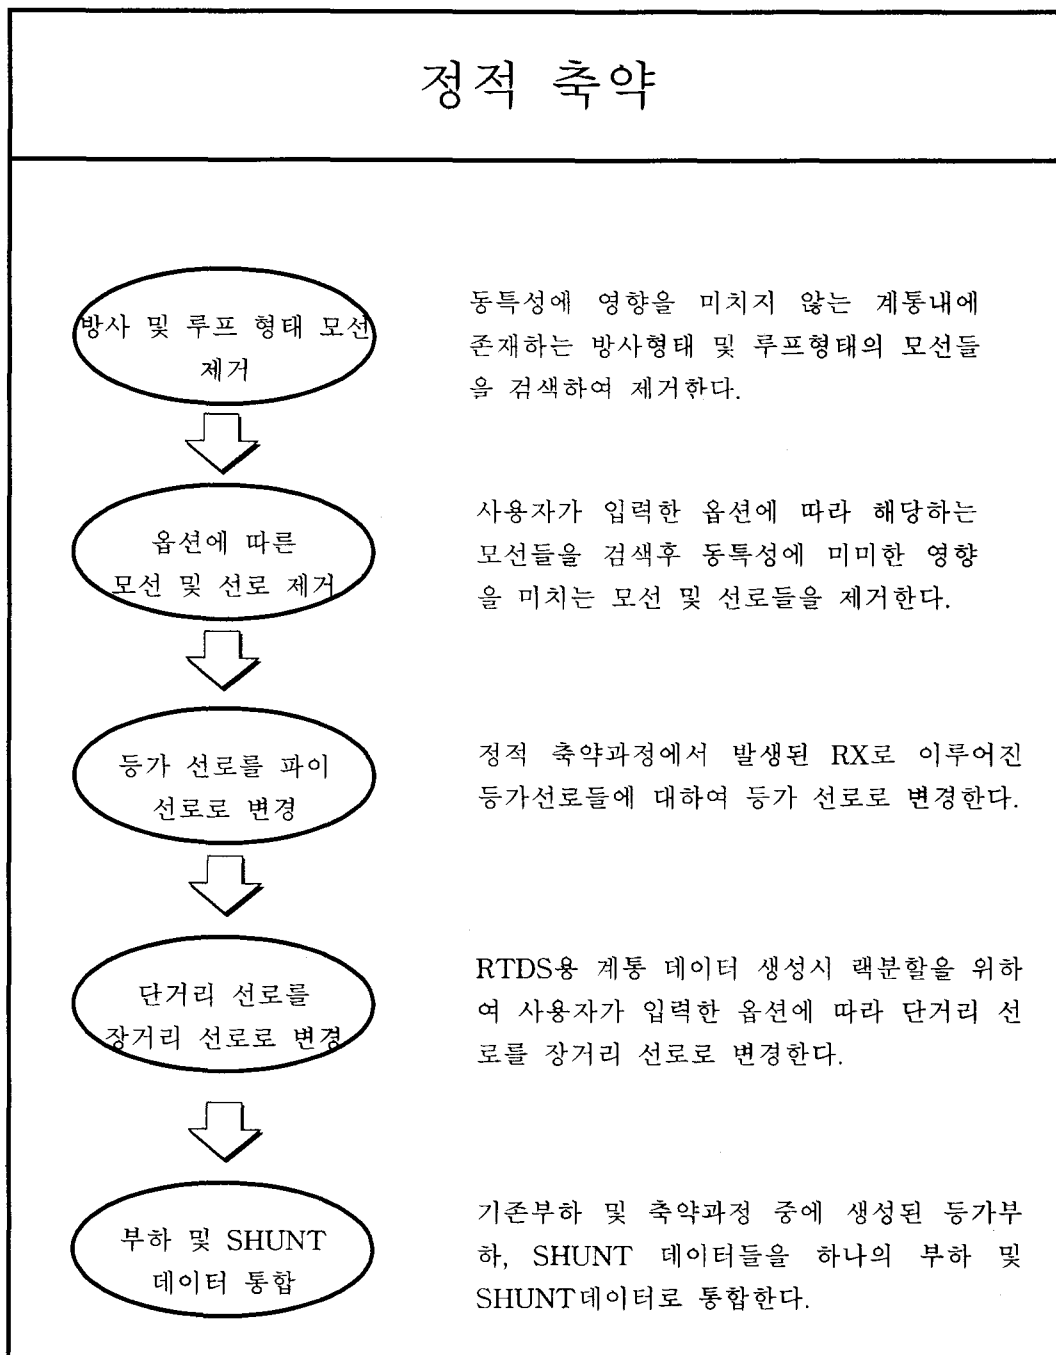 정적 축약
방사 및 루프 형태 모선
제거
동특성에 영향을 미치지 않는 계통내에
존재하는 방사형태 및 루프형태의 모선들
을 검색하여 제거한다.
옵션에 따른
모선 및 선로 제거
사용자가 입력한 옵션에 따라 해당하는
모선들을 검색후 동특성에 미미한 영향
을 미치는 모선 및 선로들을 제거한다.
등가 선로를 파이
선로로 변경
정적 축약과정에서 발생된 RX로 이루어진
등가선로들에 대하여 등가 선로로 변경한다.
단거리 선로를
장거리 선로로 변경
RTDS용 계통 데이터 생성시 랙분할을 위하
여 사용자가 입력한 옵션에 따라 단거리 선
로를 장거리 선로로 변경한다.
부하 및 SHUNT
데이터 통합
기존부하 및 축약과정 중에 생성된 등가부
하, SHUNT 데이터들을 하나의 부하 및
SHUNT데이터로 통합한다.